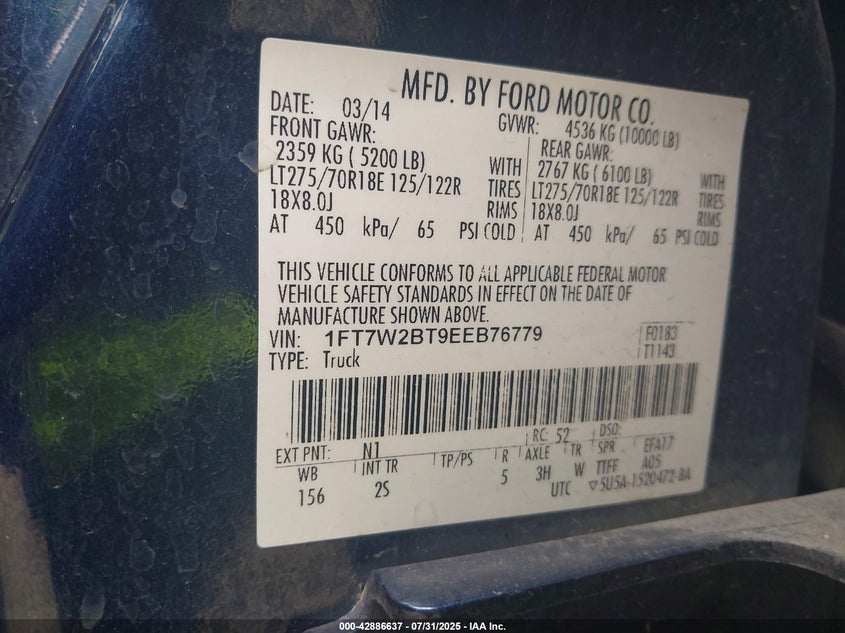 MFD. BY FORD MOTOR CO.
DATE: 03/14 GVWR: 4536 KG (10000 LB)
FRONT GAWR: REAR GAWR:
2359 KG ( 5200 LB) WITH 2767 KG ( 6100 LB) WITH
LT275/70R18E 125/122R TIRES LT275/70R18E 125/122R TIRES
18X8.0J RIMS 18X8.0J RIMS
AT 450 kPa/ 65 PSI COLD AT 450 kPa/ 65 PSI COLD
THIS VEHICLE CONFORMS TO ALL APPLICABLE FEDERAL MOTOR
VEHICLE SAFETY STANDARDS IN EFFECT ON THE DATE OF
MANUFACTURE SHOWN ABOVE.
VIN: 1FT7W2BT9EEB76779 F0183
TYPE: Truck T1143
EXT PNT: N1 RC: 52 DSO:
WB INT TR TP/PS R AXLE TR SPR EFA17
156 2S 5 3H W TTFF A05
UTC 5U5A-1520472-BA
000-42886637 - 07/31/2025 - IAA Inc.